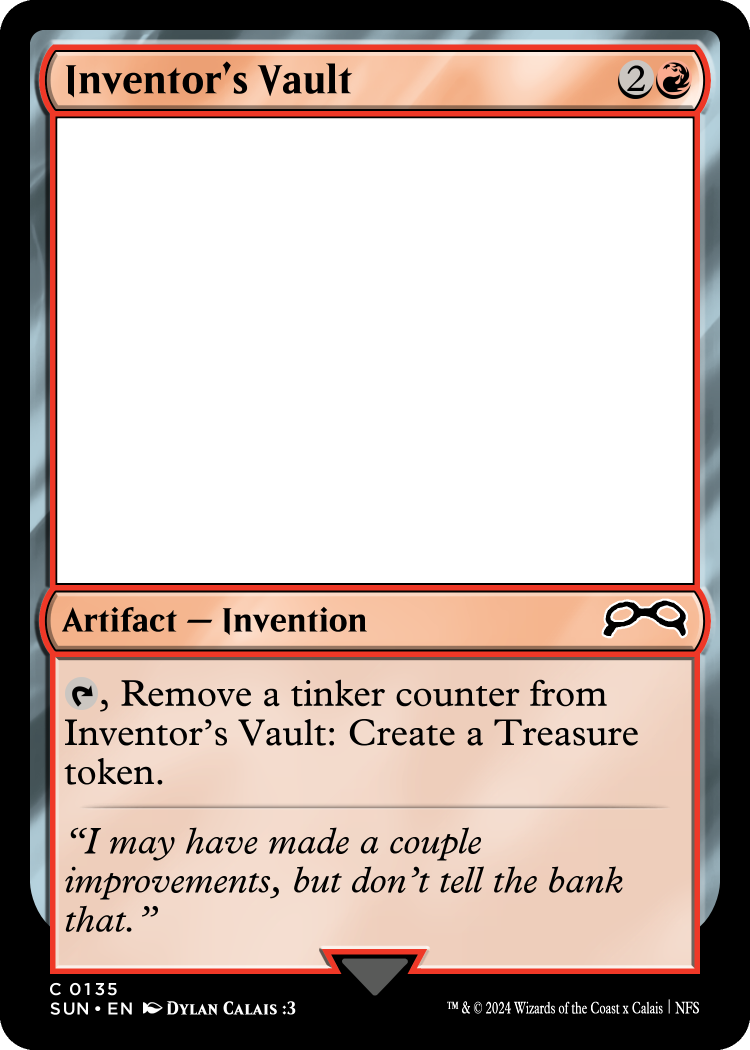 Inventor's Vault 2
Artifact — Invention
, Remove a tinker counter from
Inventor's Vault: Create a Treasure
token.
“I may have made a couple
improvements, but don't tell the bank
that.”
C 0135
SUN • EN DYLAN CALAIS :3
™ & © 2024 Wizards of the Coast x Calais | NFS